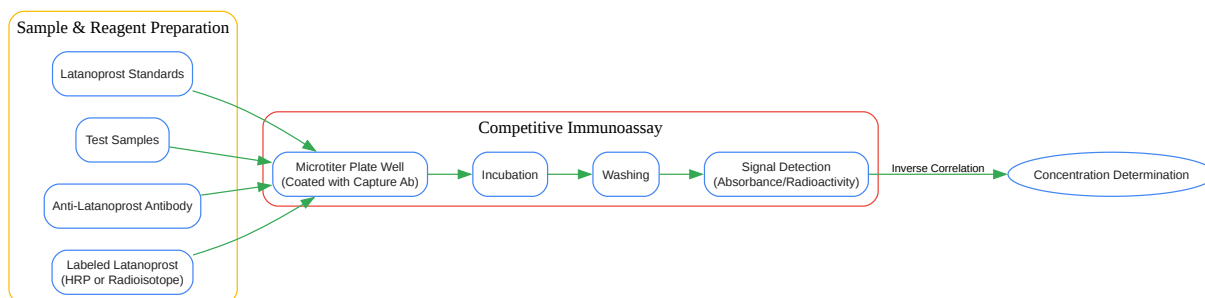 Sample & Reagent Preparation
Latanoprost Standards
Test Samples
Anti-Latanoprost Antibody
Labeled Latanoprost
(HRP or Radioisotope)
Competitive Immunoassay
Microtiter Plate Well
(Coated with Capture Ab)
Incubation
Washing
Signal Detection
(Absorbance/Radioactivity)
Inverse Correlation
Concentration Determination